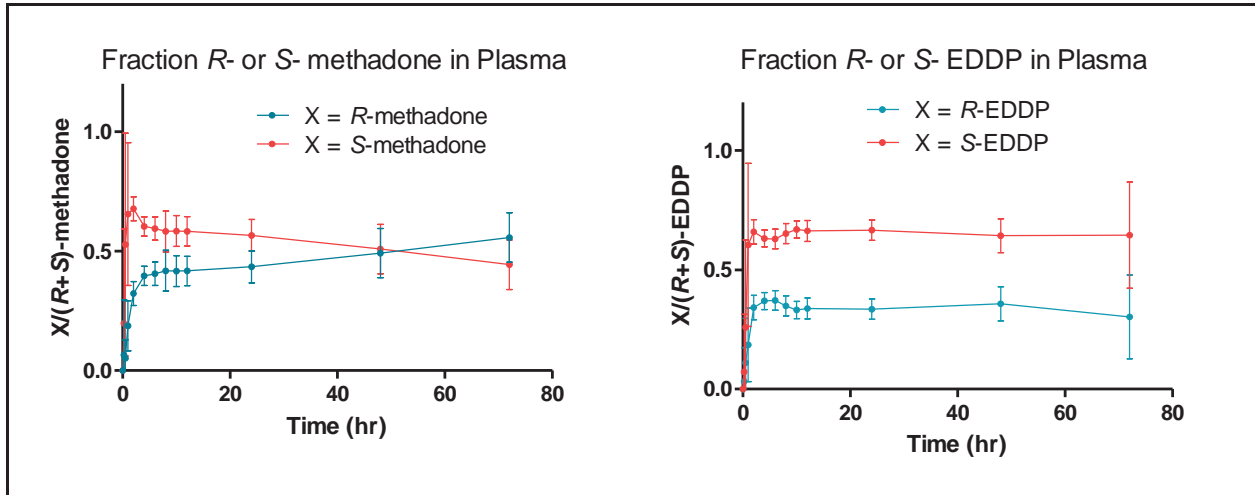 Fraction R- or S- methadone in Plasma
X = R-methadone
X = S-methadone
X/(R+S)-methadone
1.0
0.5
0.0
0
20
40
60
80
Time (hr)
Fraction R- or S- EDDP in Plasma
X = R-EDDP
X = S-EDDP
X/(R+S)-EDDP
1.0
0.5
0.0
0
20
40
60
80
Time (hr)